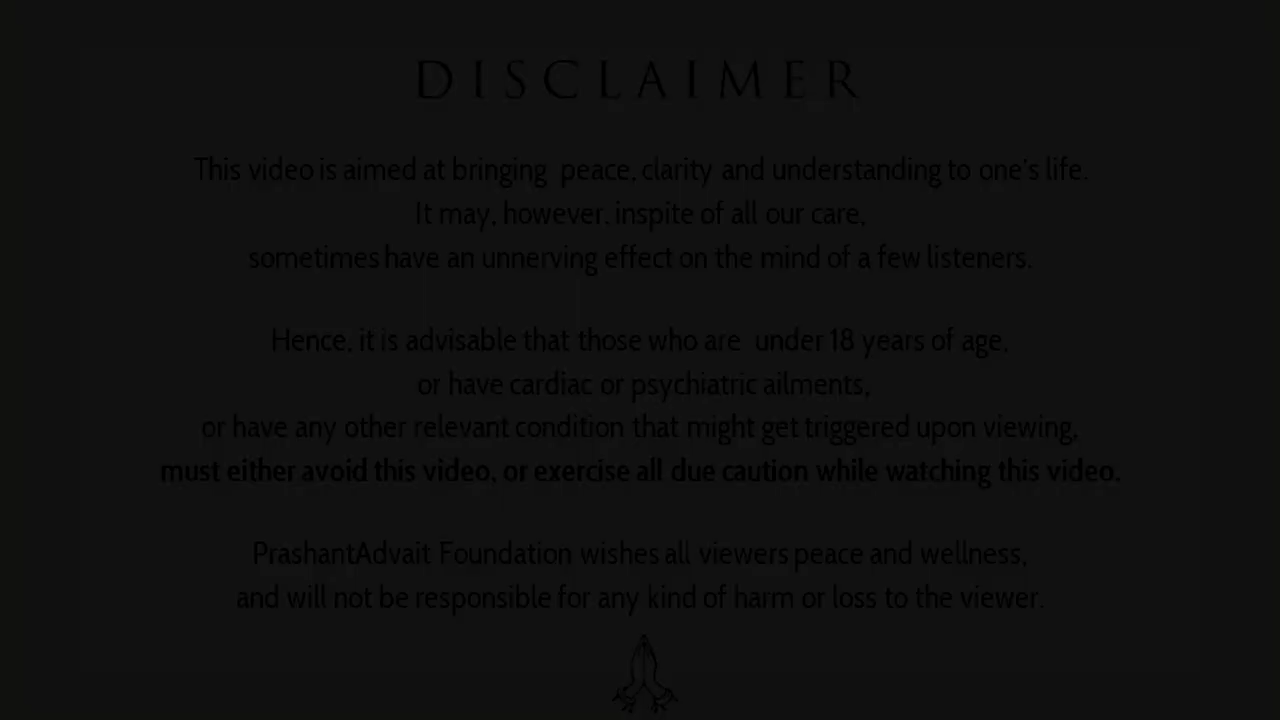 DISCLAIMER
This video is aimed at bringing peace, clarity and understanding to one's life.
It may, however, inspite of all our care,
sometimes have an unnerving effect on the mind of a few listeners.
Hence, it is advisable that those who are under 18 years of age,
or have cardiac or psychiatric ailments,
or have any other relevant condition that might get triggered upon viewing,
must either avoid this video, or exercise all due caution while watching this video.
PrashantAdvait Foundation wishes all viewers peace and wellness,
and will not be responsible for any kind of harm or loss to the viewer.